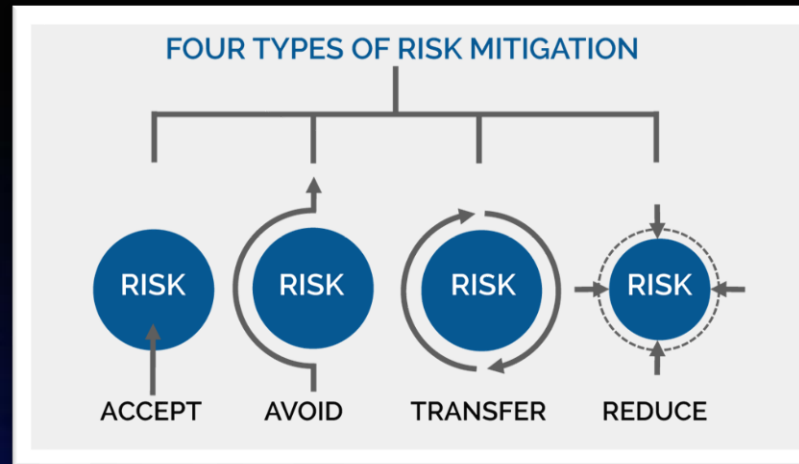 FOUR TYPES OF RISK MITIGATION
RISK RISK RISK RISK
ACCEPT AVOID TRANSFER REDUCE